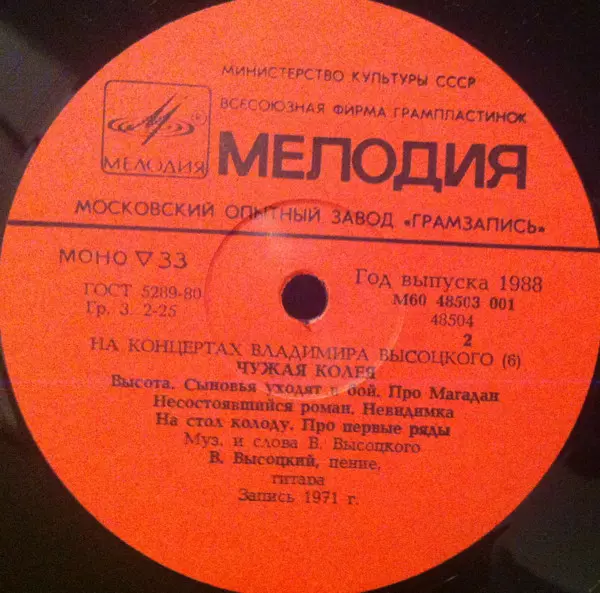 МИНИСТЕРСТВО КУЛЬТУРЫ СССР
ВСЕСОЮЗНАЯ ФИРМА ГРАМПЛАСТИНОК
МЕЛОДИЯ
МЕЛОДИЯ
МОСКОВСКИЙ ОПЫТНЫЙ ЗАВОД «ГРАМЗАПИСЬ»
МОНО ▽ 33
ГОСТ 5289-80
Гр. 3. 2-25
Год выпуска 1988
М60 48503 001
48504
2
НА КОНЦЕРТАХ ВЛАДИМИРА ВЫСОЦКОГО (6)
ЧУЖАЯ КОЛЕЯ
Высота. Сыновья уходят в бой. Про Магадан
Несостоявшийся роман. Невидимка
На стол колоду. Про первые ряды
Муз. и слова В. Высоцкого
В. Высоцкий, пение,
гитара
Запись 1971 г.